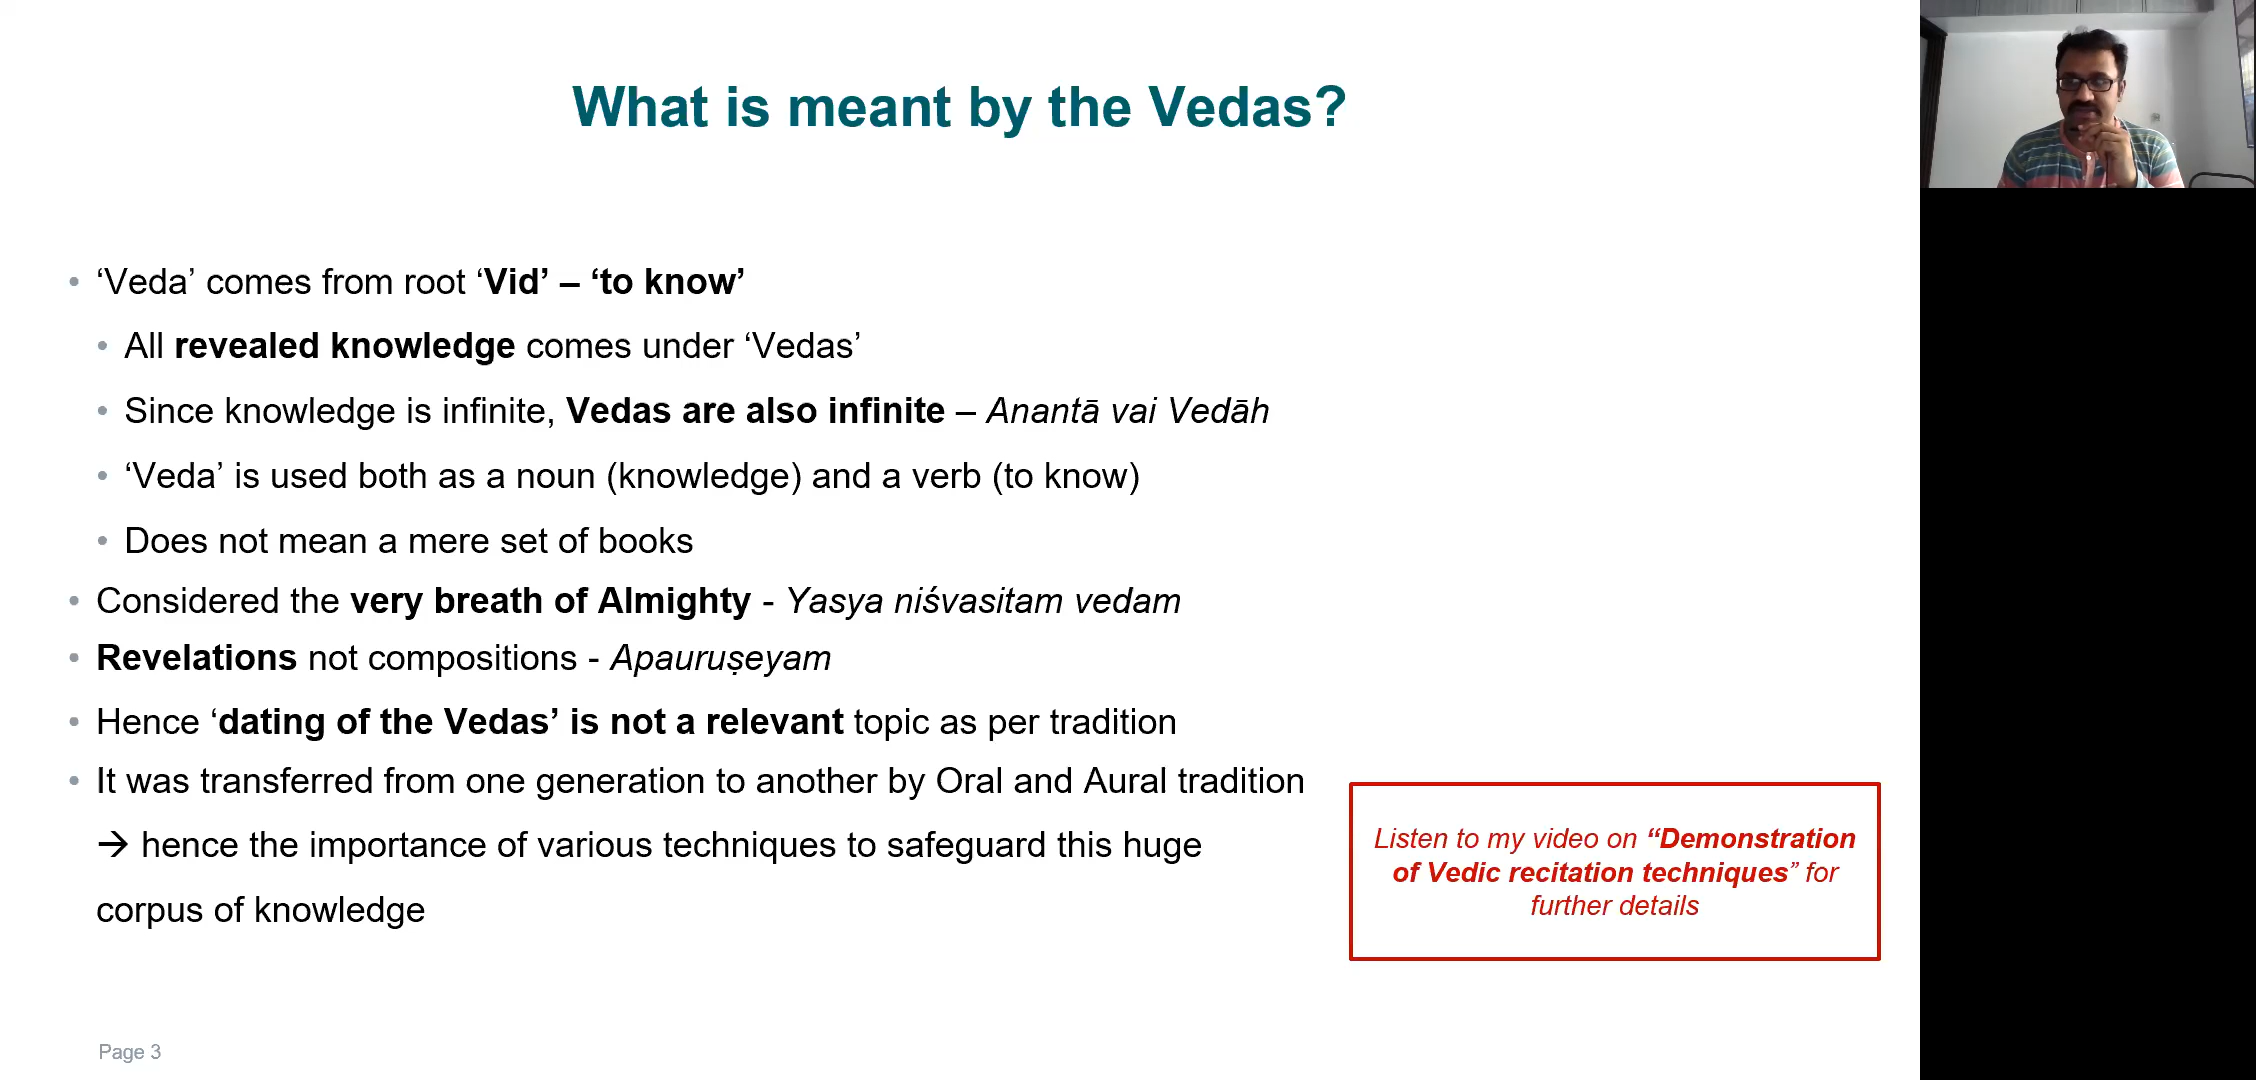 What is meant by the Vedas?
• ‘Veda’ comes from root ‘Vid’ – ‘to know’
• All revealed knowledge comes under ‘Vedas’
• Since knowledge is infinite, Vedas are also infinite – Anantā vai Vedāh
• ‘Veda’ is used both as a noun (knowledge) and a verb (to know)
• Does not mean a mere set of books
• Considered the very breath of Almighty - Yasya niśvasitam vedam
• Revelations not compositions - Apauruṣeyam
• Hence ‘dating of the Vedas’ is not a relevant topic as per tradition
• It was transferred from one generation to another by Oral and Aural tradition
→ hence the importance of various techniques to safeguard this huge
corpus of knowledge
Listen to my video on “Demonstration
of Vedic recitation techniques” for
further details
Page 3